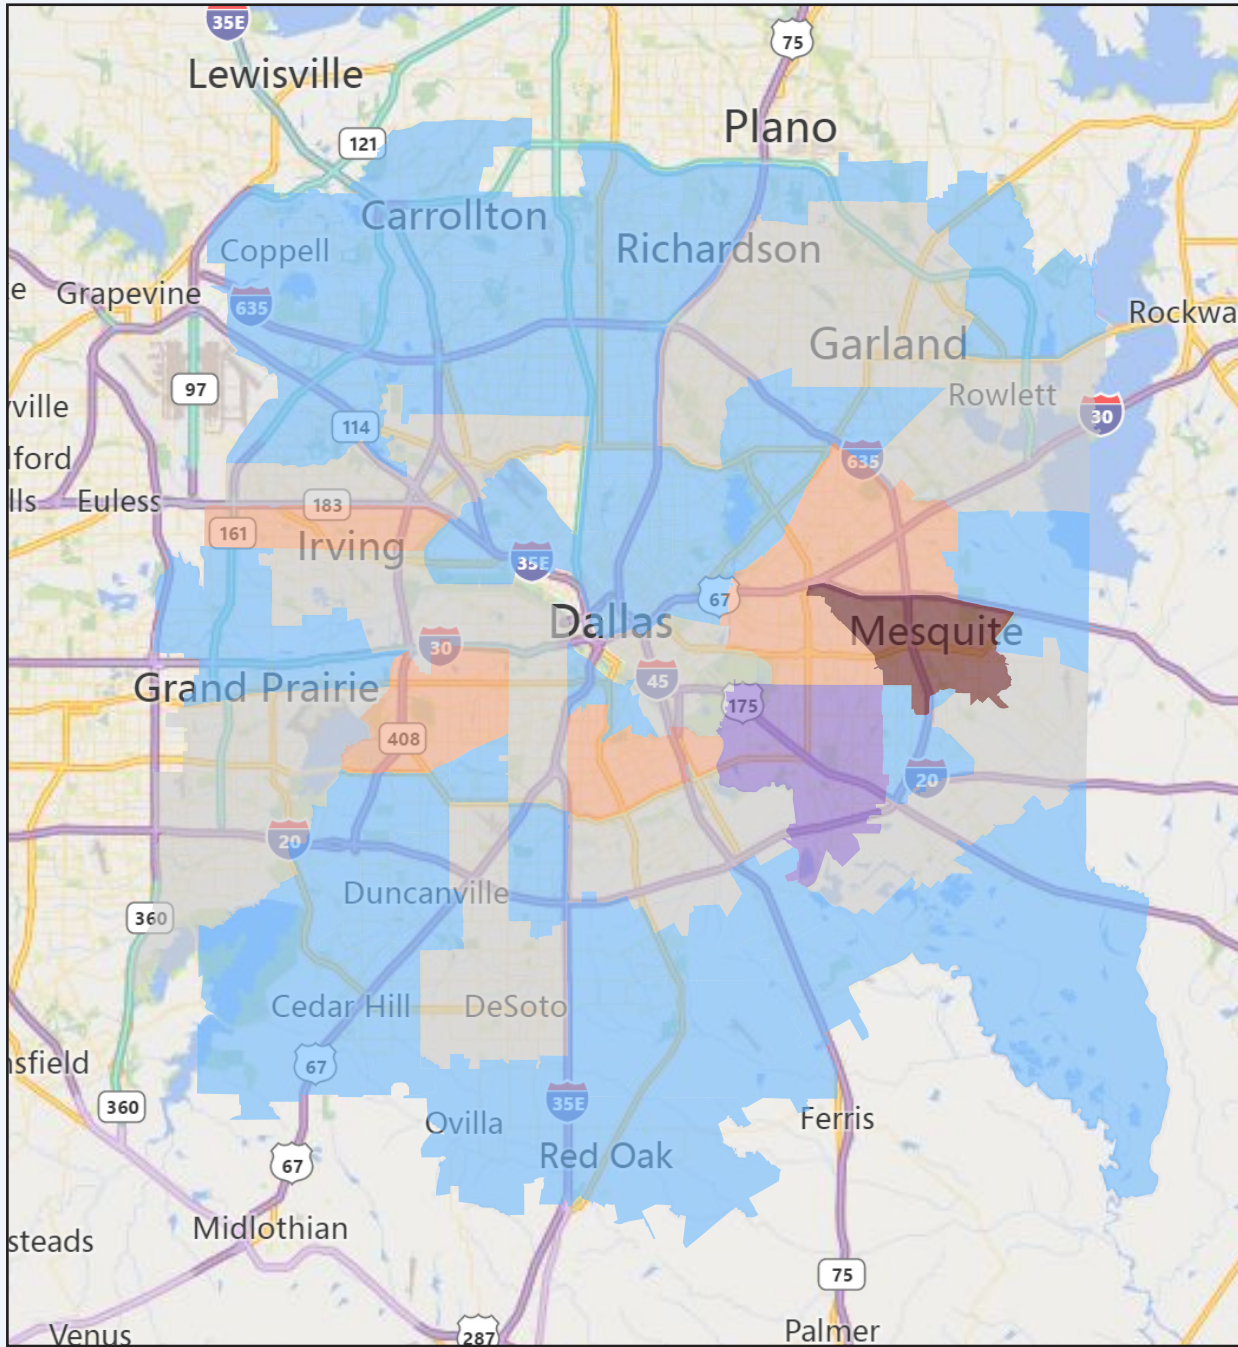 35E
75
Lewisville
Plano
121
Carrollton
Richardson
Coppell
e
Grapevine
635
Rockwa
Garland
97
Rowlett
ville
30
114
lford
635
lls
Euless
183
161
Irving
35E
67
Dallas
Mesquite
30
45
Grand Prairie
175
408
20
20
Duncanville
360
Cedar Hill
DeSoto
nsfield
67
360
35E
Ovilla
Ferris
Red Oak
67
Midlothian
steads
75
Venus
287
Palmer